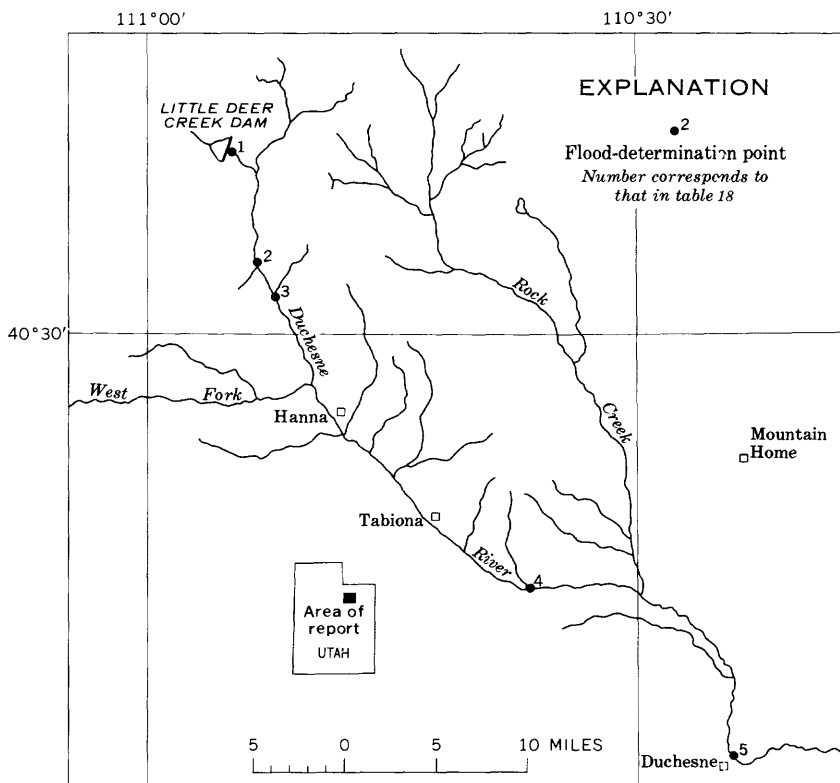 111°00′
110°30′
LITTLE DEER
CREEK DAM
1
EXPLANATION
2
Flood-determination point
Number corresponds to
that in table 18
2
3
Duchesne
Rock
40°30′
West Fork
Hanna
Creek
Mountain
Home
Tabiona
River
4
Area of
report
UTAH
5 0 5 10 MILES
5
Duchesne